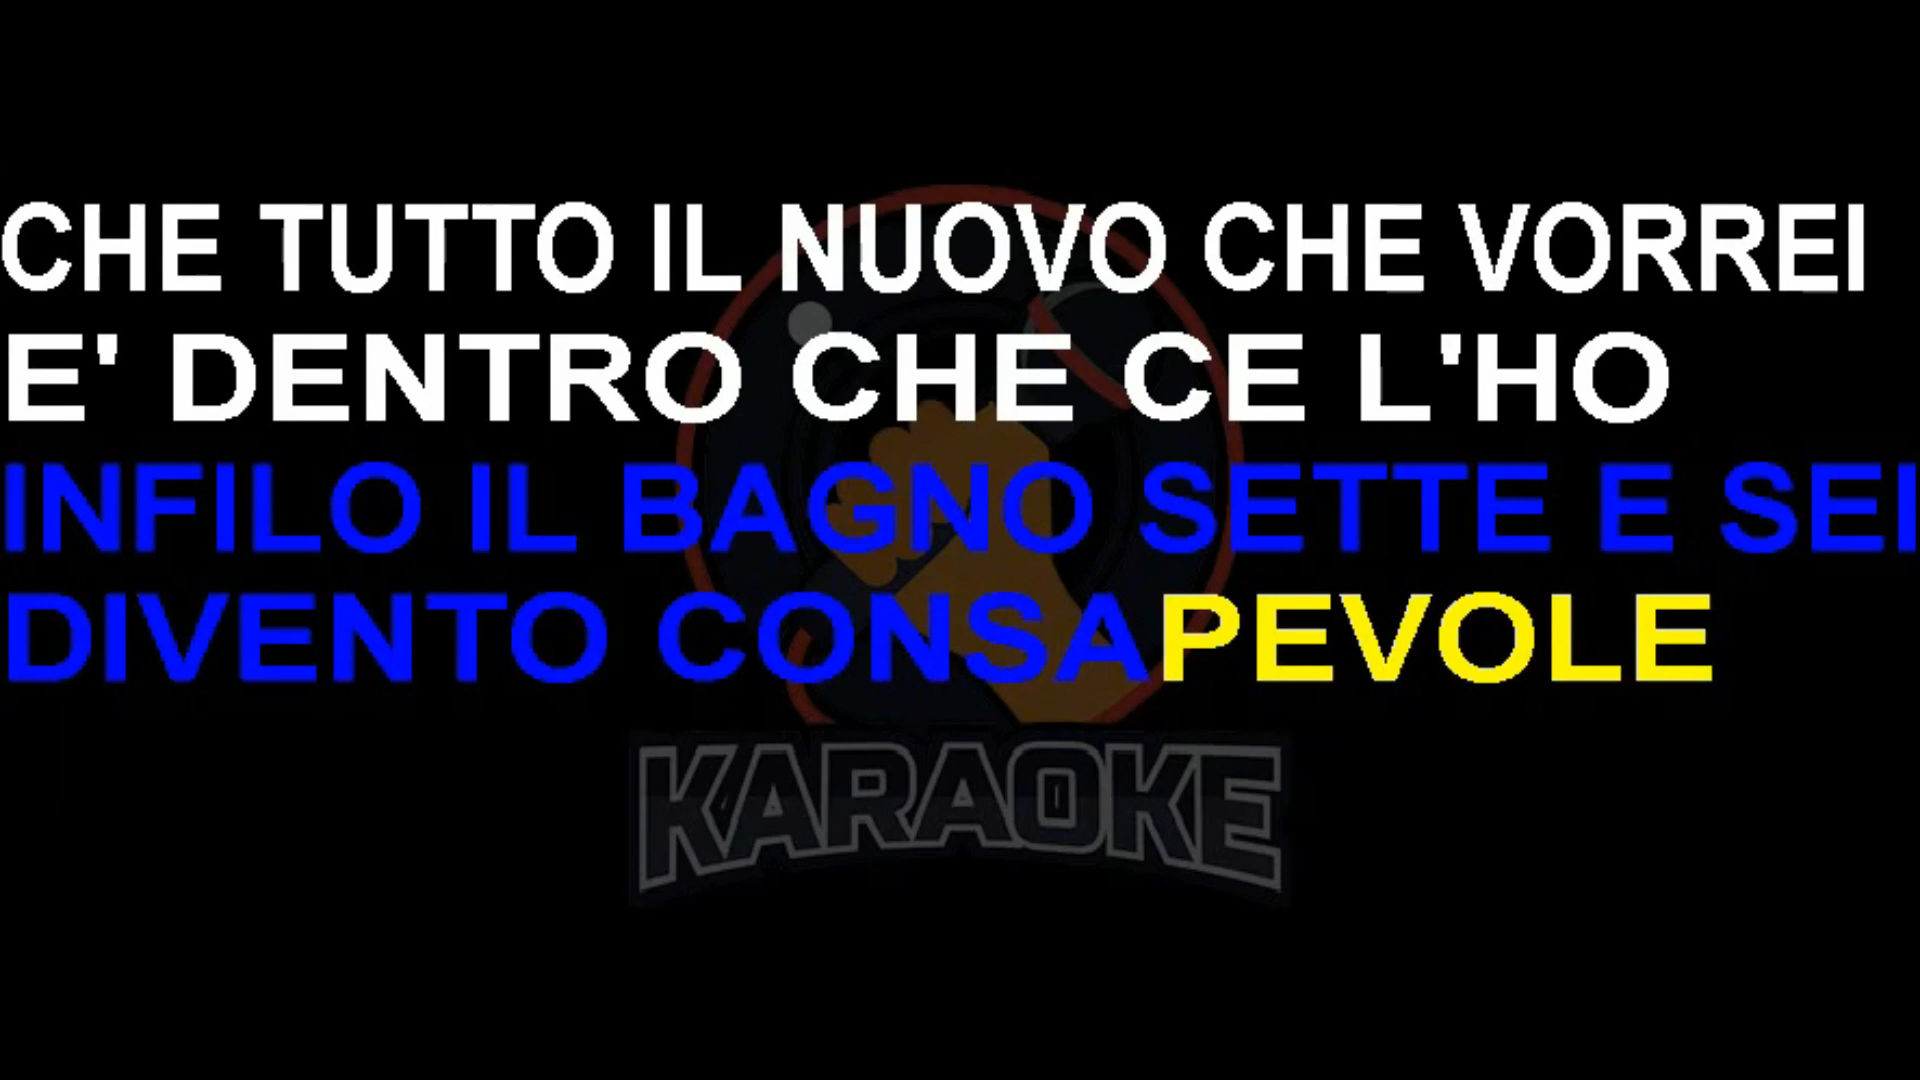 CHE TUTTO IL NUOVO CHE VORREI
E' DENTRO CHE CE L'HO
INFILO IL BAGNO SETTE E SEI
DIVENTO CONSAPEVOLE
KARAOKE